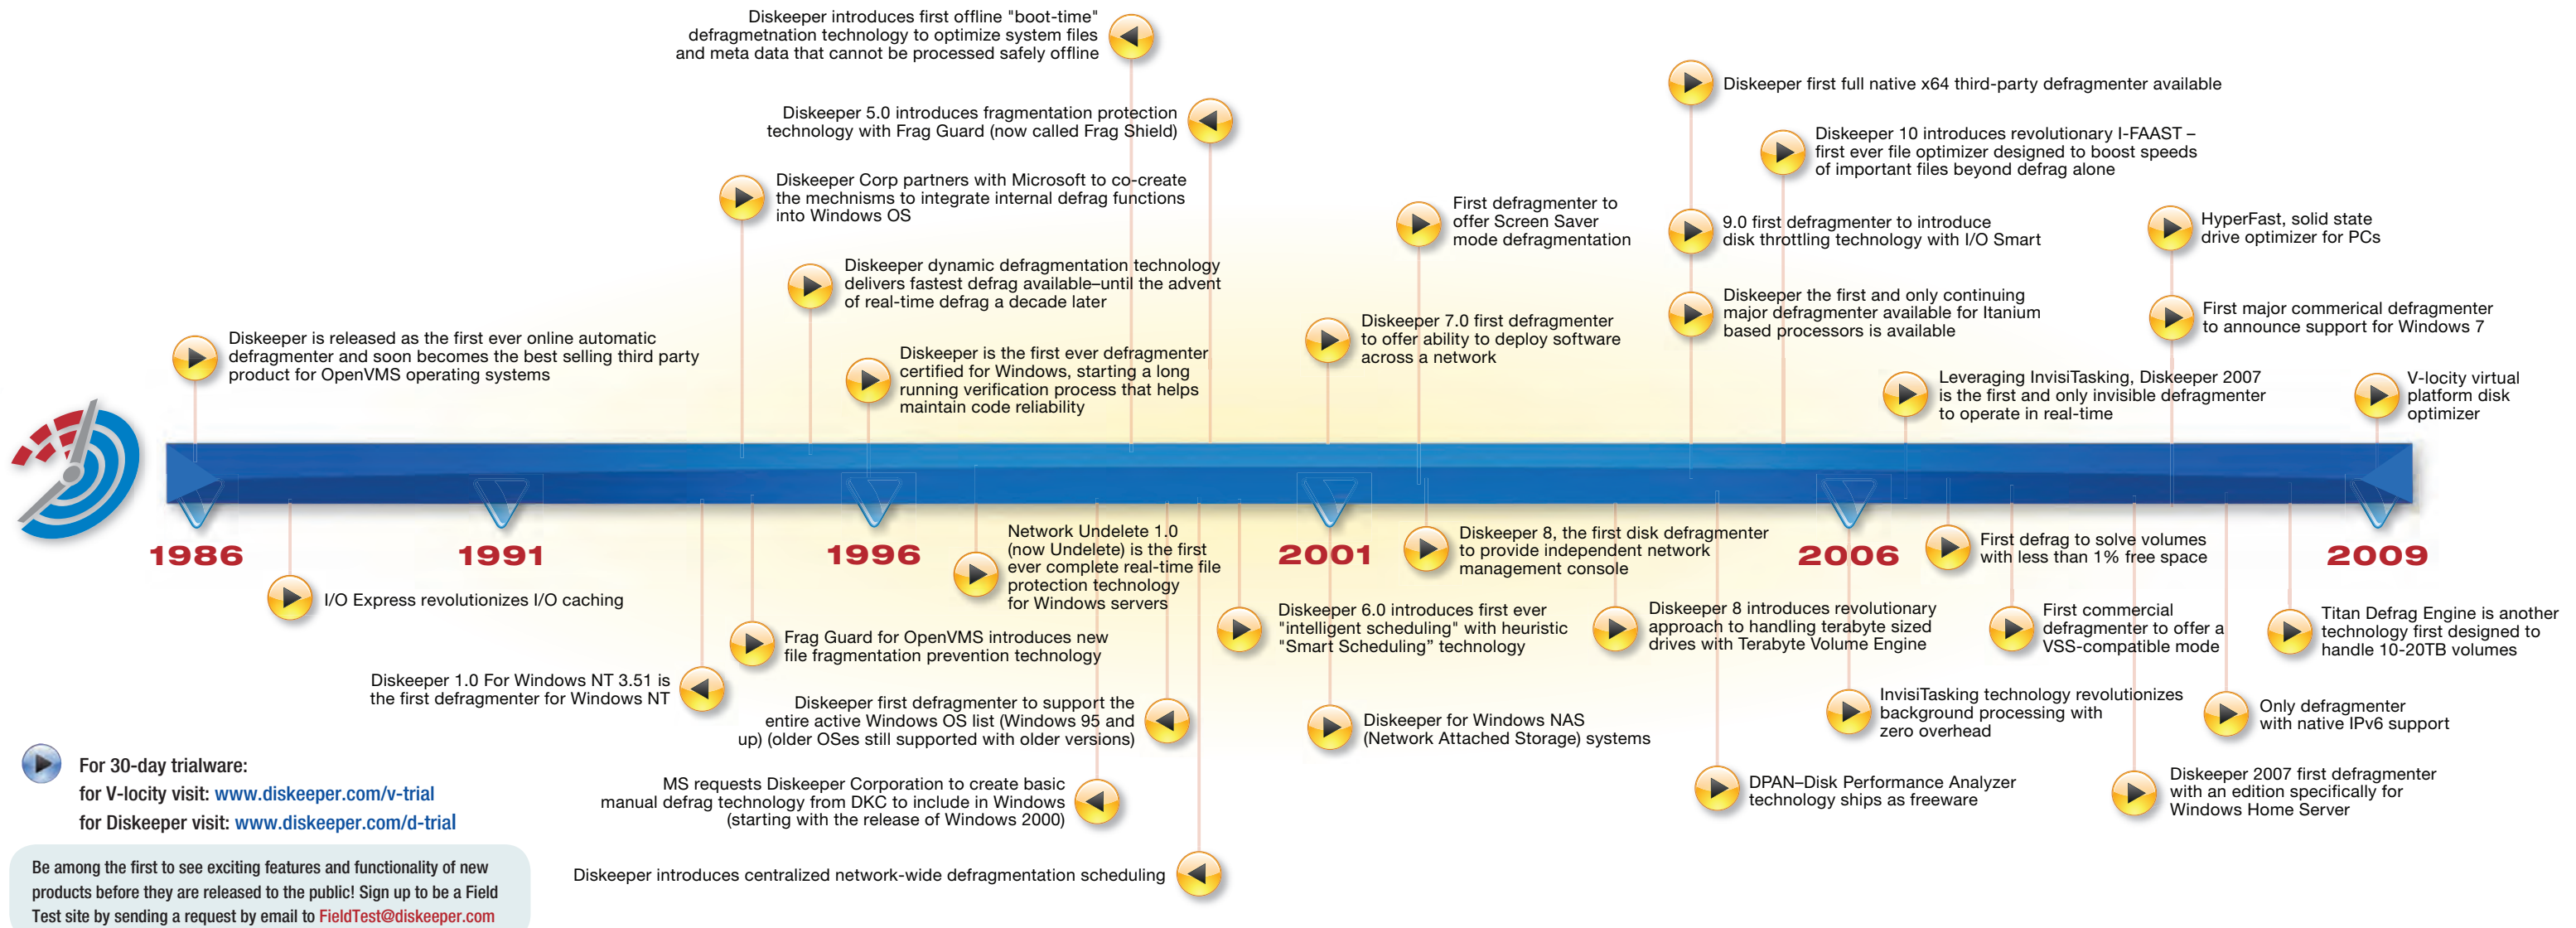 Diskeeper introduces first offline "boot-time"
defragmetnation technology to optimize system files
and meta data that cannot be processed safely offline
Diskeeper 5.0 introduces fragmentation protection
technology with Frag Guard (now called Frag Shield)
Diskeeper Corp partners with Microsoft to co-create
the mechnisms to integrate internal defrag functions
into Windows OS
Diskeeper dynamic defragmentation technology
delivers fastest defrag available–until the advent
of real-time defrag a decade later
Diskeeper is released as the first ever online automatic
defragmenter and soon becomes the best selling third party
product for OpenVMS operating systems
Diskeeper is the first ever defragmenter
certified for Windows, starting a long
running verification process that helps
maintain code reliability
Diskeeper 7.0 first defragmenter
to offer ability to deploy software
across a network
First defragmenter to
offer Screen Saver
mode defragmentation
Diskeeper first full native x64 third-party defragmenter available
Diskeeper 10 introduces revolutionary I-FAAST –
first ever file optimizer designed to boost speeds
of important files beyond defrag alone
9.0 first defragmenter to introduce
disk throttling technology with I/O Smart
Diskeeper the first and only continuing
major defragmenter available for Itanium
based processors is available
Leveraging InvisiTasking, Diskeeper 2007
is the first and only invisible defragmenter
to operate in real-time
HyperFast, solid state
drive optimizer for PCs
First major commerical defragmenter
to announce support for Windows 7
V-locity virtual
platform disk
optimizer
1986
1991
1996
2001
2006
2009
I/O Express revolutionizes I/O caching
Diskeeper 1.0 For Windows NT 3.51 is
the first defragmenter for Windows NT
Frag Guard for OpenVMS introduces new
file fragmentation prevention technology
Network Undelete 1.0
(now Undelete) is the first
ever complete real-time file
protection technology
for Windows servers
Diskeeper first defragmenter to support the
entire active Windows OS list (Windows 95 and
up) (older OSes still supported with older versions)
MS requests Diskeeper Corporation to create basic
manual defrag technology from DKC to include in Windows
(starting with the release of Windows 2000)
Diskeeper introduces centralized network-wide defragmentation scheduling
Diskeeper 6.0 introduces first ever
"intelligent scheduling" with heuristic
"Smart Scheduling” technology
Diskeeper for Windows NAS
(Network Attached Storage) systems
Diskeeper 8, the first disk defragmenter
to provide independent network
management console
Diskeeper 8 introduces revolutionary
approach to handling terabyte sized
drives with Terabyte Volume Engine
DPAN–Disk Performance Analyzer
technology ships as freeware
InvisiTasking technology revolutionizes
background processing with
zero overhead
First defrag to solve volumes
with less than 1% free space
First commercial
defragmenter to offer a
VSS-compatible mode
Diskeeper 2007 first defragmenter
with an edition specifically for
Windows Home Server
Only defragmenter
with native IPv6 support
Titan Defrag Engine is another
technology first designed to
handle 10-20TB volumes
For 30-day trialware:
for V-locity visit: www.diskeeper.com/v-trial
for Diskeeper visit: www.diskeeper.com/d-trial
Be among the first to see exciting features and functionality of new
products before they are released to the public! Sign up to be a Field
Test site by sending a request by email to FieldTest@diskeeper.com